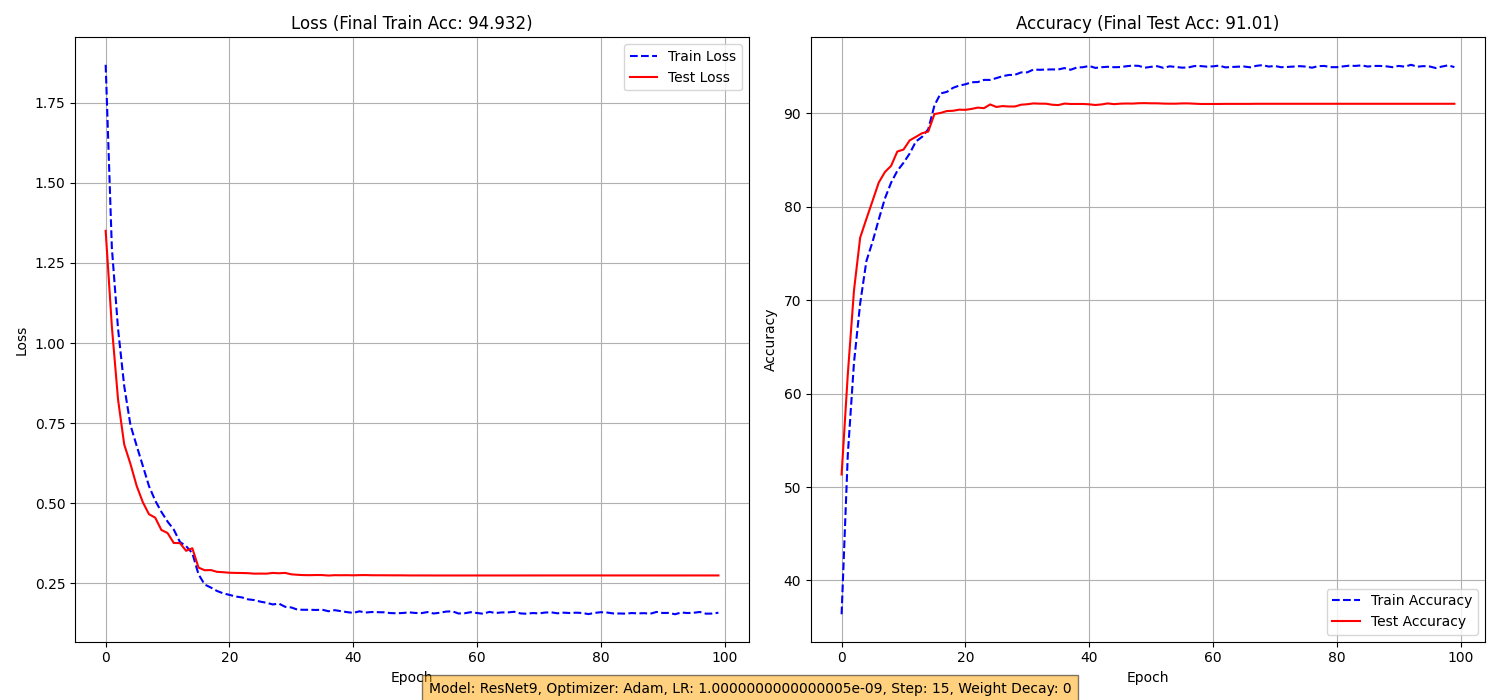 Loss (Final Train Acc: 94.932)
Train Loss
Test Loss
1.75
1.50
1.25
1.00
0.75
0.50
0.25
Loss
0 20 40 60 80 100
Epoch
Accuracy (Final Test Acc: 91.01)
90
80
70
60
50
40
Accuracy
Train Accuracy
Test Accuracy
0 20 40 60 80 100
Epoch
Model: ResNet9, Optimizer: Adam, LR: 1.0000000000000005e-09, Step: 15, Weight Decay: 0